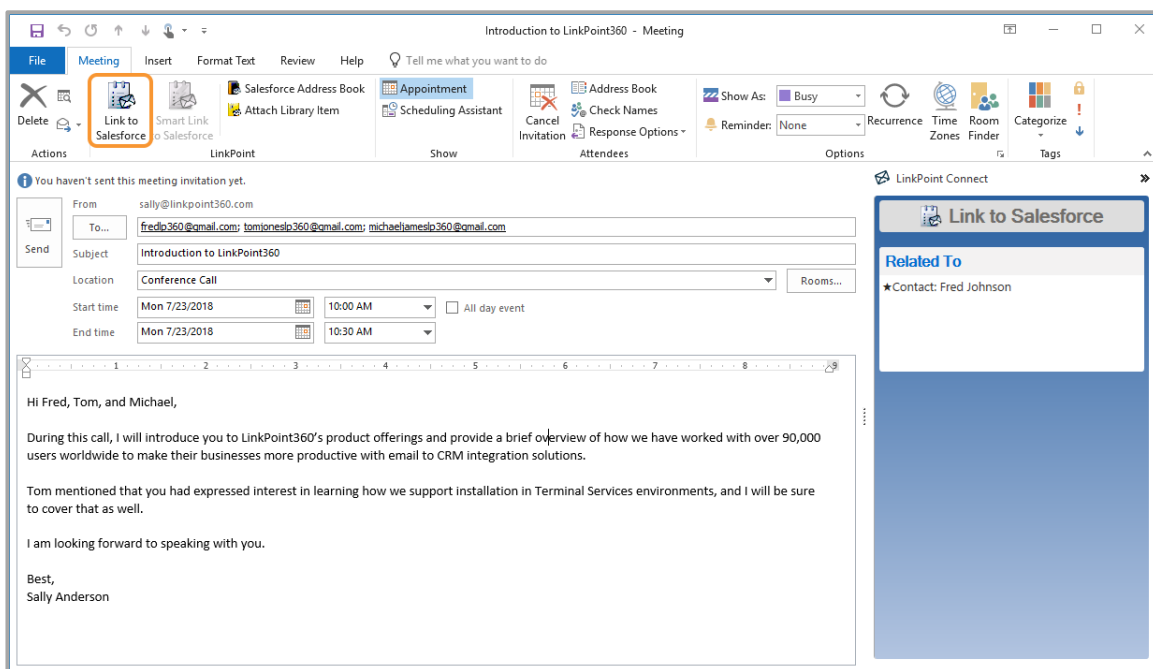 Introduction to LinkPoint360 - Meeting
File Meeting Insert Format Text Review Help Tell me what you want to do
Delete
Link to
Salesforce
Smart Link
to Salesforce
Salesforce Address Book
Attach Library Item
Appointment
Scheduling Assistant
Cancel
Invitation
Address Book
Check Names
Response Options
Show As: Busy
Reminder: None
Recurrence
Time
Zones
Room
Finder
Categorize
Actions LinkPoint Show Attendees Options Tags
You haven't sent this meeting invitation yet.
From sally@linkpoint360.com
To... fredlp360@gmail.com; tomjoneslp360@gmail.com; michaeljameslp360@gmail.com
Send
Subject Introduction to LinkPoint360
Location Conference Call Rooms...
Start time Mon 7/23/2018 10:00 AM All day event
End time Mon 7/23/2018 10:30 AM
1 2 3 4 5 6 7 8 9
Hi Fred, Tom, and Michael,
During this call, I will introduce you to LinkPoint360's product offerings and provide a brief overview of how we have worked with over 90,000
users worldwide to make their businesses more productive with email to CRM integration solutions.
Tom mentioned that you had expressed interest in learning how we support installation in Terminal Services environments, and I will be sure
to cover that as well.
I am looking forward to speaking with you.
Best,
Sally Anderson
LinkPoint Connect
Link to Salesforce
Related To
★Contact: Fred Johnson